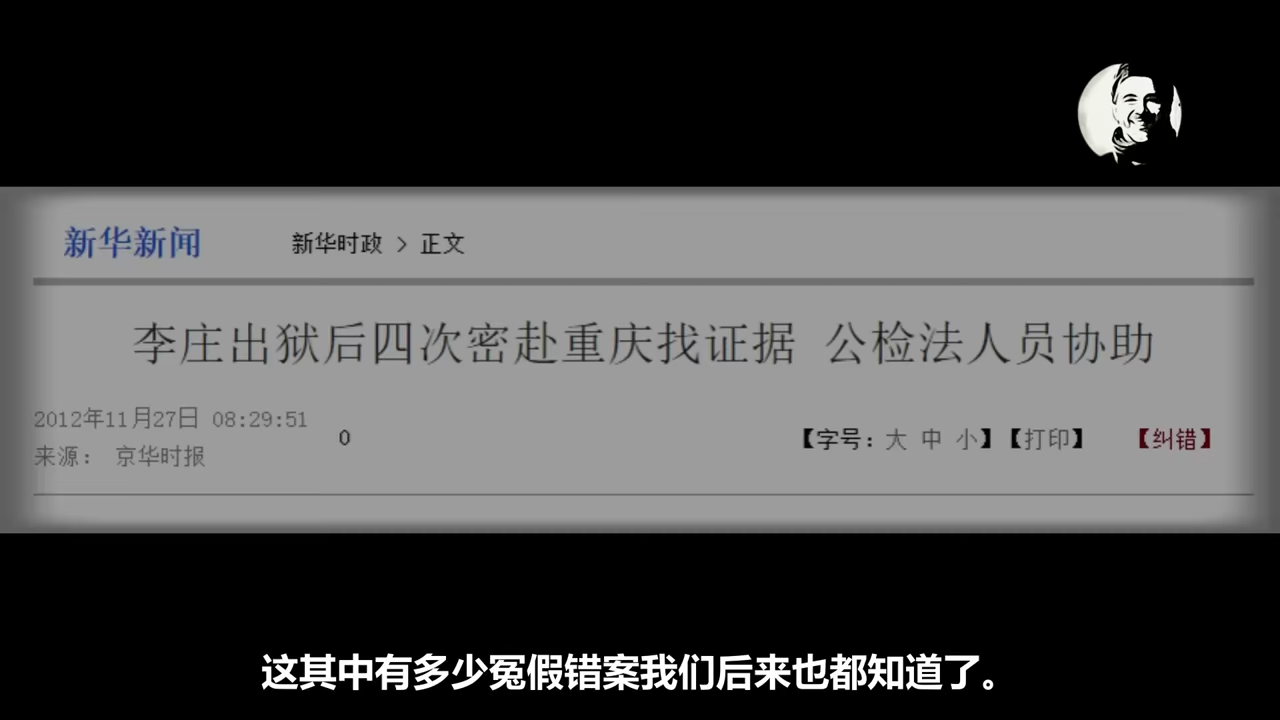 新华新闻 新华时政 > 正文
李庄出狱后四次密赴重庆找证据 公检法人员协助
2012年11月27日 08:29:51
来源： 京华时报
0
【字号：大 中 小】【打印】 【纠错】
这其中有多少冤假错案我们后来也都知道了。